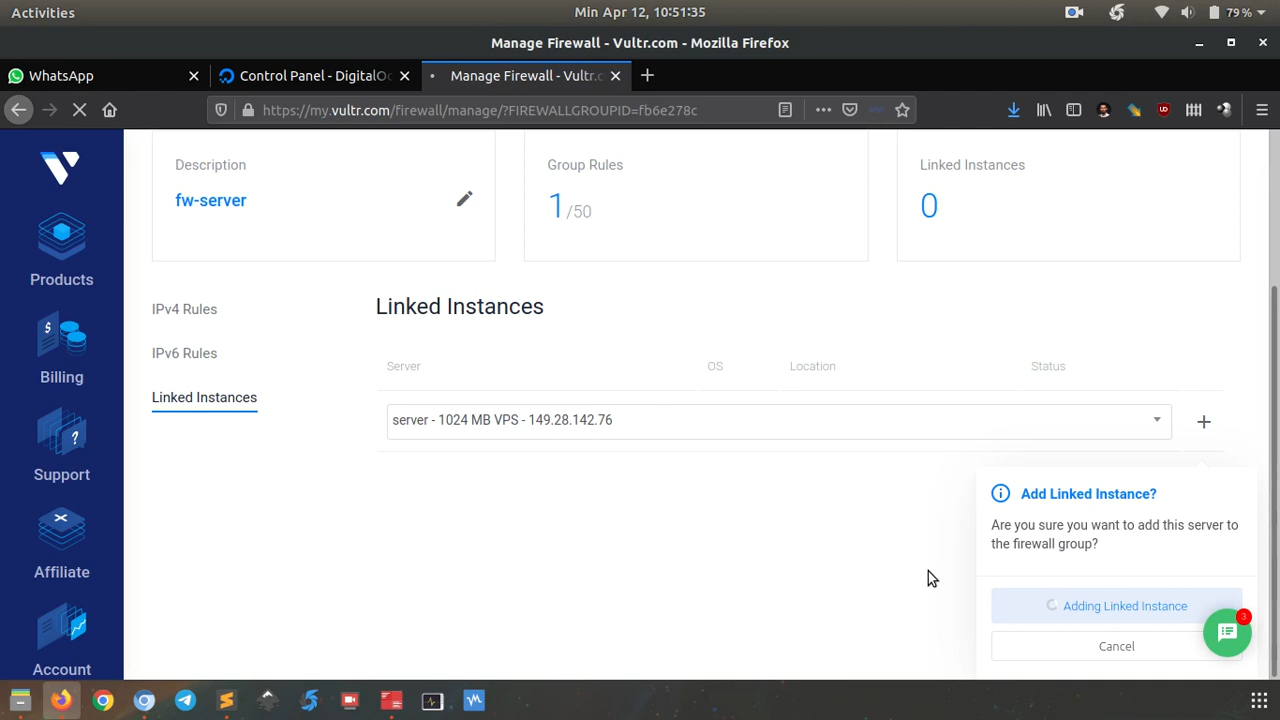 Activities
Min Apr 12, 10:51:35
79 %
Manage Firewall - Vultr.com - Mozilla Firefox
WhatsApp
Control Panel - DigitalOc
Manage Firewall - Vultr.c
https://my.vultr.com/firewall/manage/?FIREWALLGROUPID=fb6e278c
Description
fw-server
Group Rules
1/50
Linked Instances
0
Products
Billing
Support
Affiliate
Account
IPv4 Rules
IPv6 Rules
Linked Instances
Linked Instances
Server
OS
Location
Status
server - 1024 MB VPS - 149.28.142.76
Add Linked Instance?
Are you sure you want to add this server to
the firewall group?
Adding Linked Instance
Cancel
3